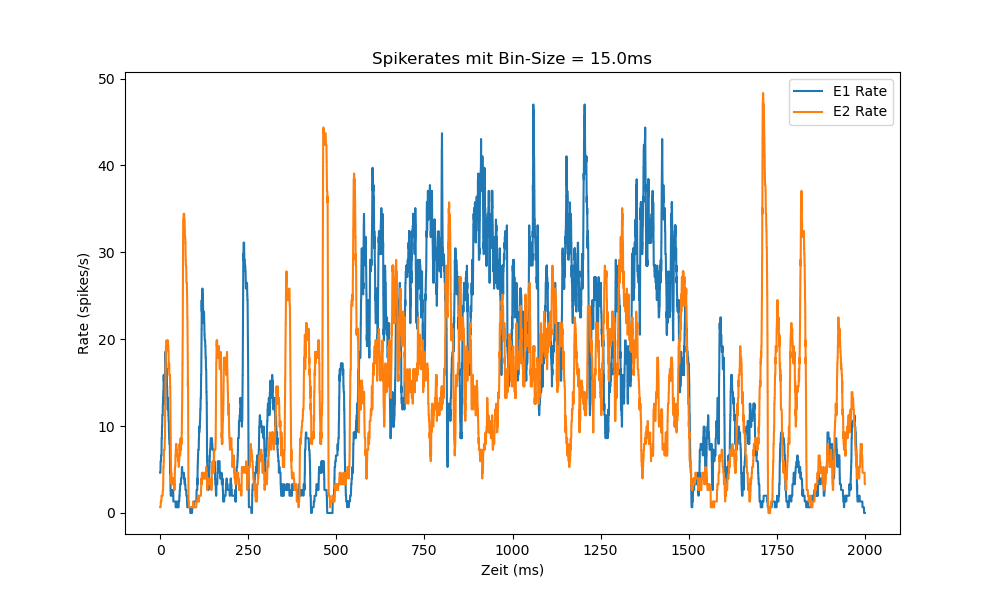 Spikerates mit Bin-Size = 15.0ms
E1 Rate
E2 Rate
Rate (spikes/s)
50
40
30
20
10
0
0 250 500 750 1000 1250 1500 1750 2000
Zeit (ms)